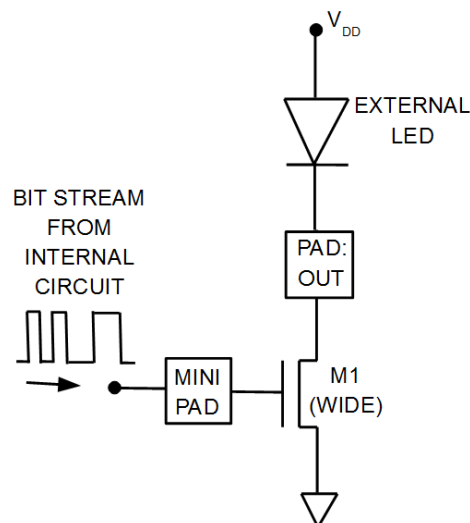 V_DD
EXTERNAL
LED
BIT STREAM
FROM
INTERNAL
CIRCUIT
PAD:
OUT
MINI
PAD
M1
(WIDE)